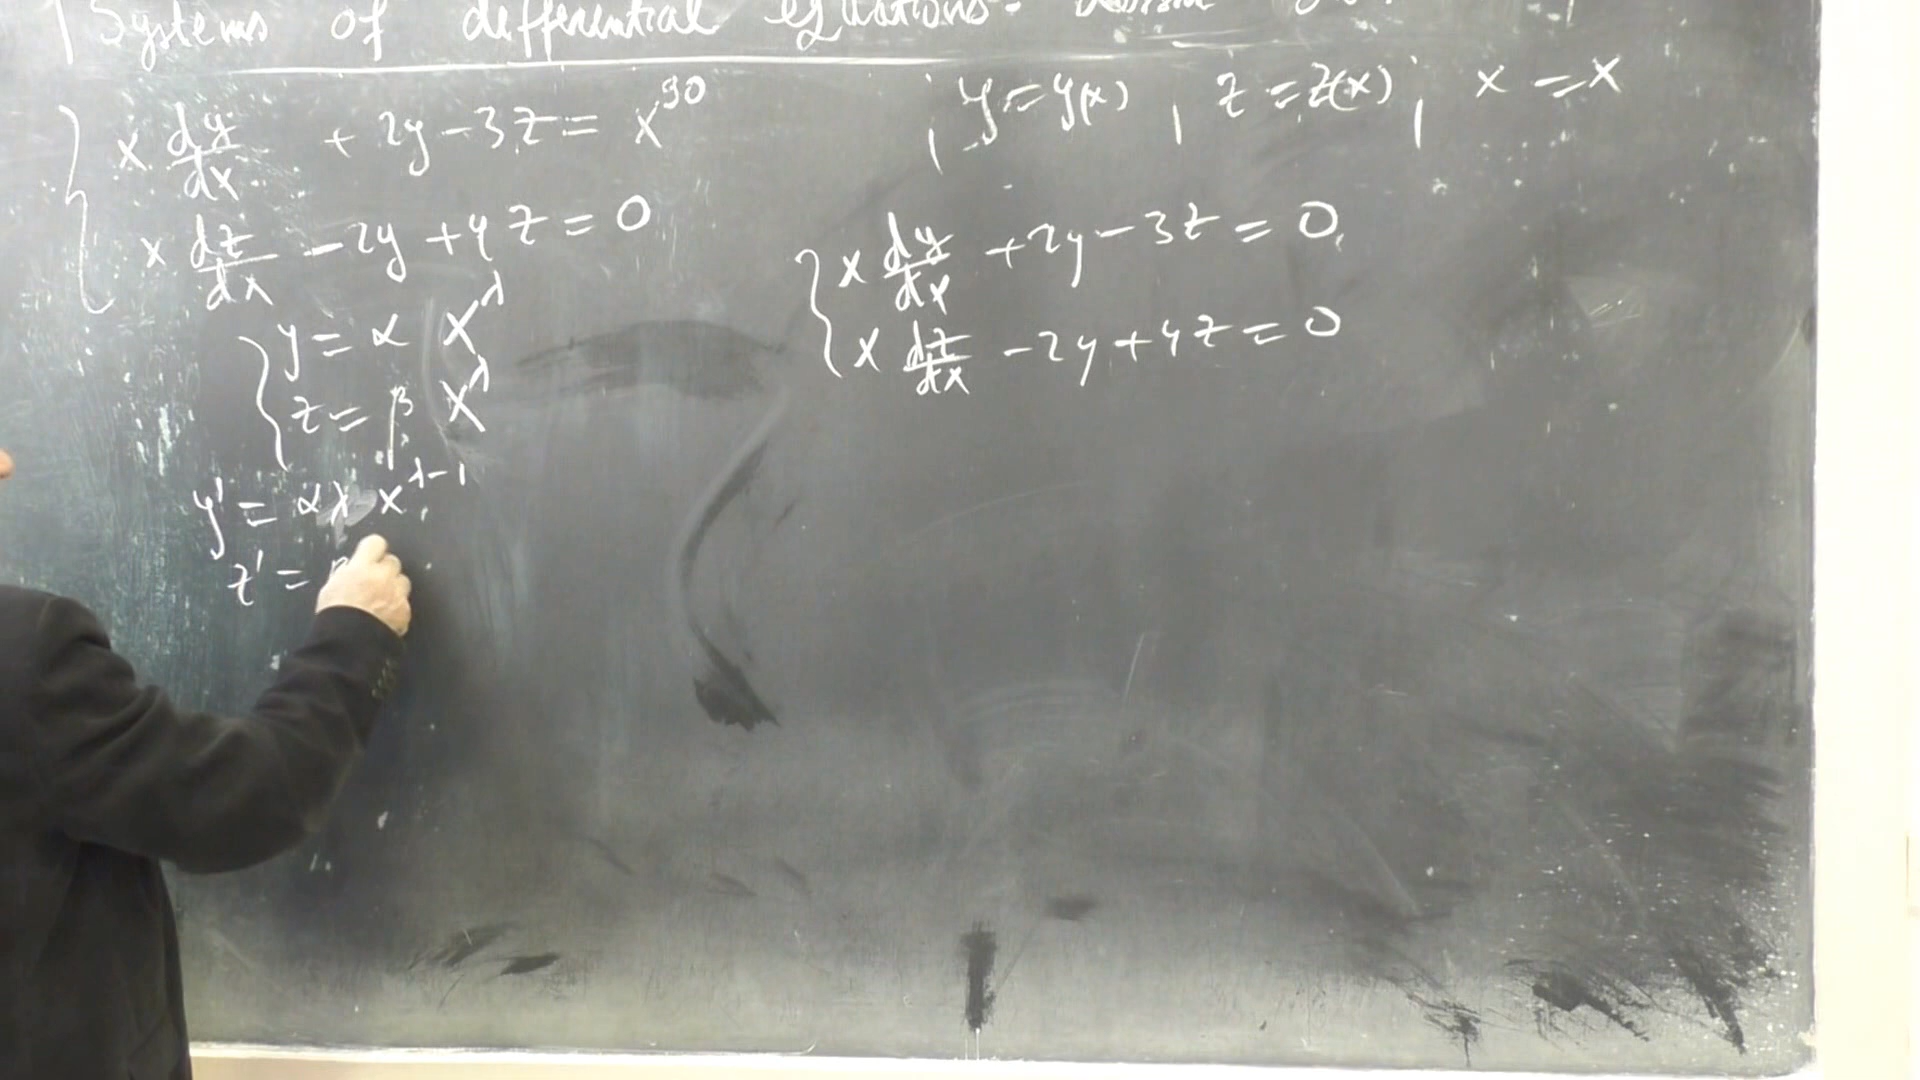 Systems of differential equations.
x dy/dx + 2y - 3z = x^90 , y = y(x) , z = z(x) , x = x
x dz/dx - 2y + 4z = 0
y = α x^λ
z = β x^λ
y' = αλ x^λ-1
z' =
x dy/dx + 2y - 3z = 0,
x dz/dx - 2y + 4z = 0